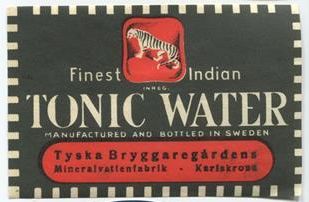 Finest Indian
INREG.
TONIC WATER
MANUFACTURED AND BOTTLED IN SWEDEN
Tyska Bryggaregårdens
Mineralvattenfabrik - Karlskrona